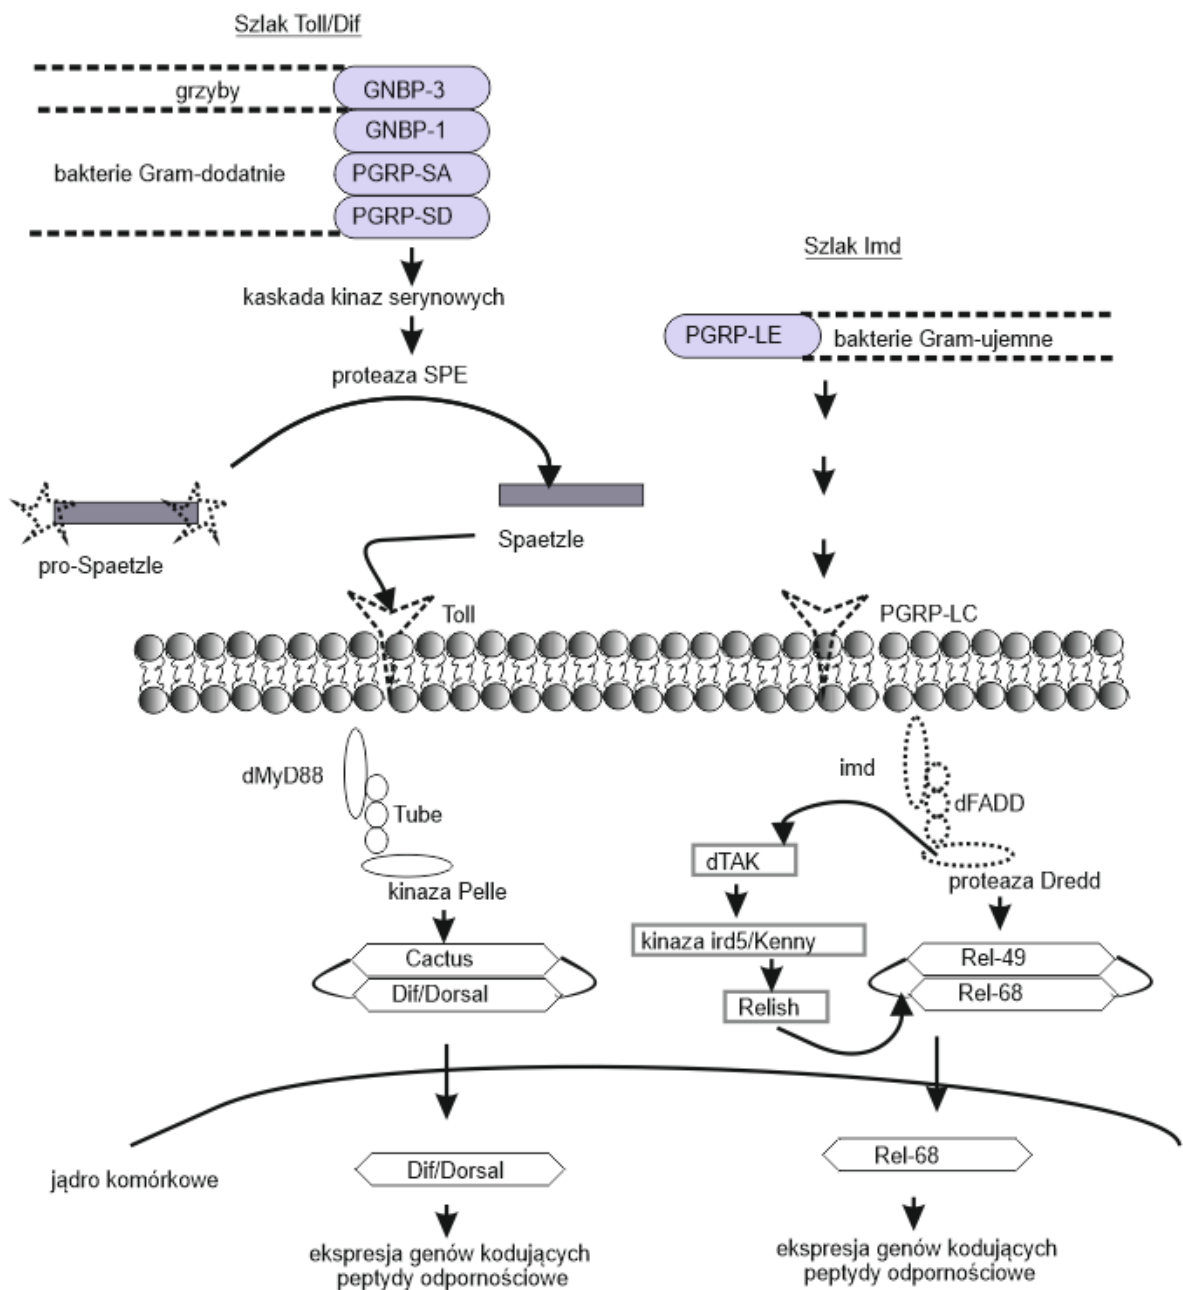 Szlak Toll/Dif
grzyby
GNBP-3
GNBP-1
bakterie Gram-dodatnie
PGRP-SA
PGRP-SD
kaskada kinaz serynowych
proteaza SPE
pro-Spaetzle
Spaetzle
Toll
dMyD88
Tube
kinaza Pelle
Cactus
Dif/Dorsal
Szlak Imd
PGRP-LE
bakterie Gram-ujemne
PGRP-LC
imd
dFADD
dTAK
proteaza Dredd
kinaza ird5/Kenny
Relish
Rel-49
Rel-68
jądro komórkowe
Dif/Dorsal
ekspresja genów kodujących
peptydy odpornościowe
Rel-68
ekspresja genów kodujących
peptydy odpornościowe